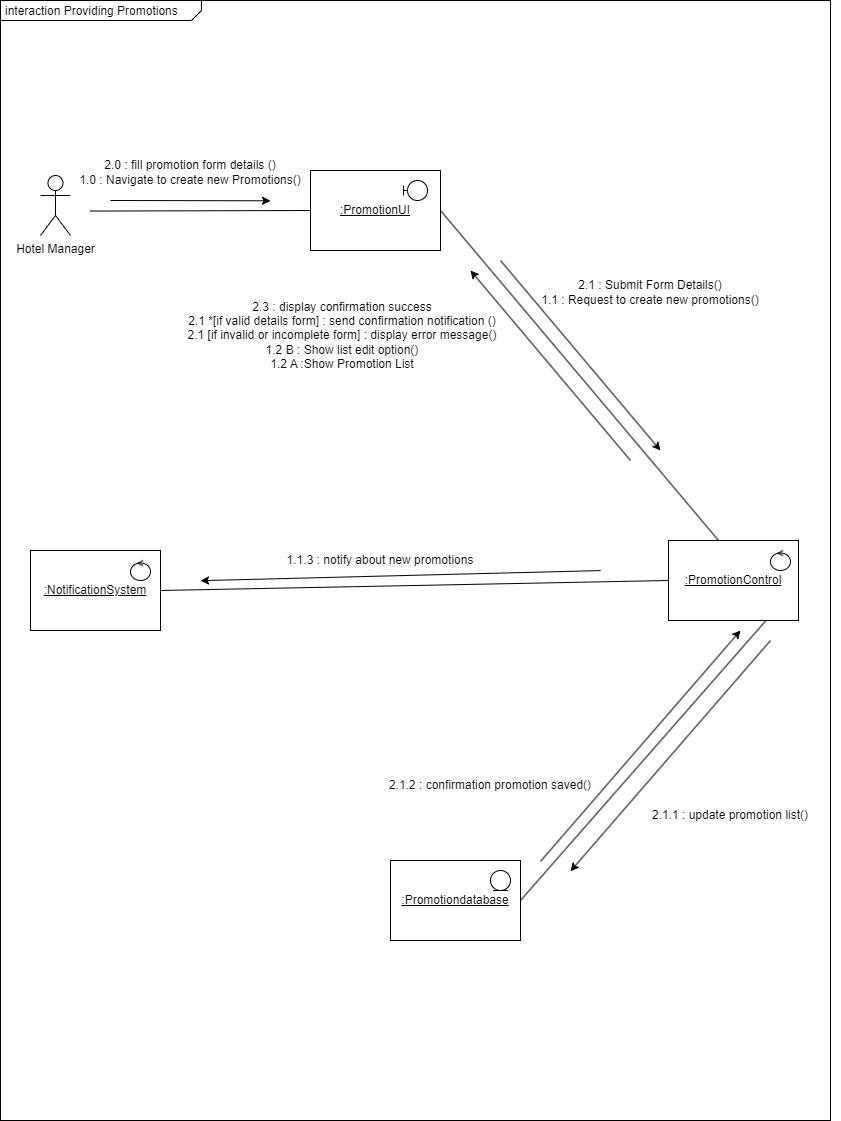 interaction Providing Promotions
2.0 : fill promotion form details ()
1.0 : Navigate to create new Promotions()
Hotel Manager
:PromotionUI
2.1 : Submit Form Details()
1.1 : Request to create new promotions()
2.3 : display confirmation success
2.1 *[if valid details form] : send confirmation notification ()
2.1 [if invalid or incomplete form] : display error message()
1.2 B : Show list edit option()
1.2 A :Show Promotion List
1.1.3 : notify about new promotions
:NotificationSystem
:PromotionControl
2.1.2 : confirmation promotion saved()
2.1.1 : update promotion list()
:Promotiondatabase